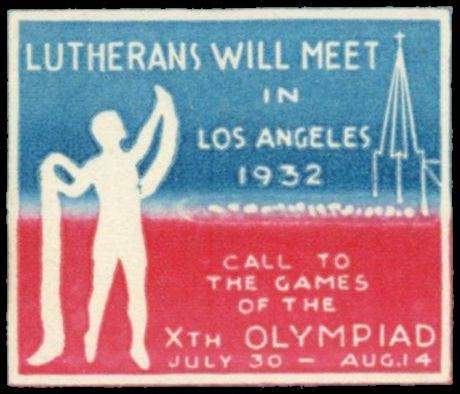 LUTHERANS WILL MEET
IN
LOS ANGELES
1932
CALL TO
THE GAMES
OF THE
XTH OLYMPIAD
JULY 30 — AUG.14